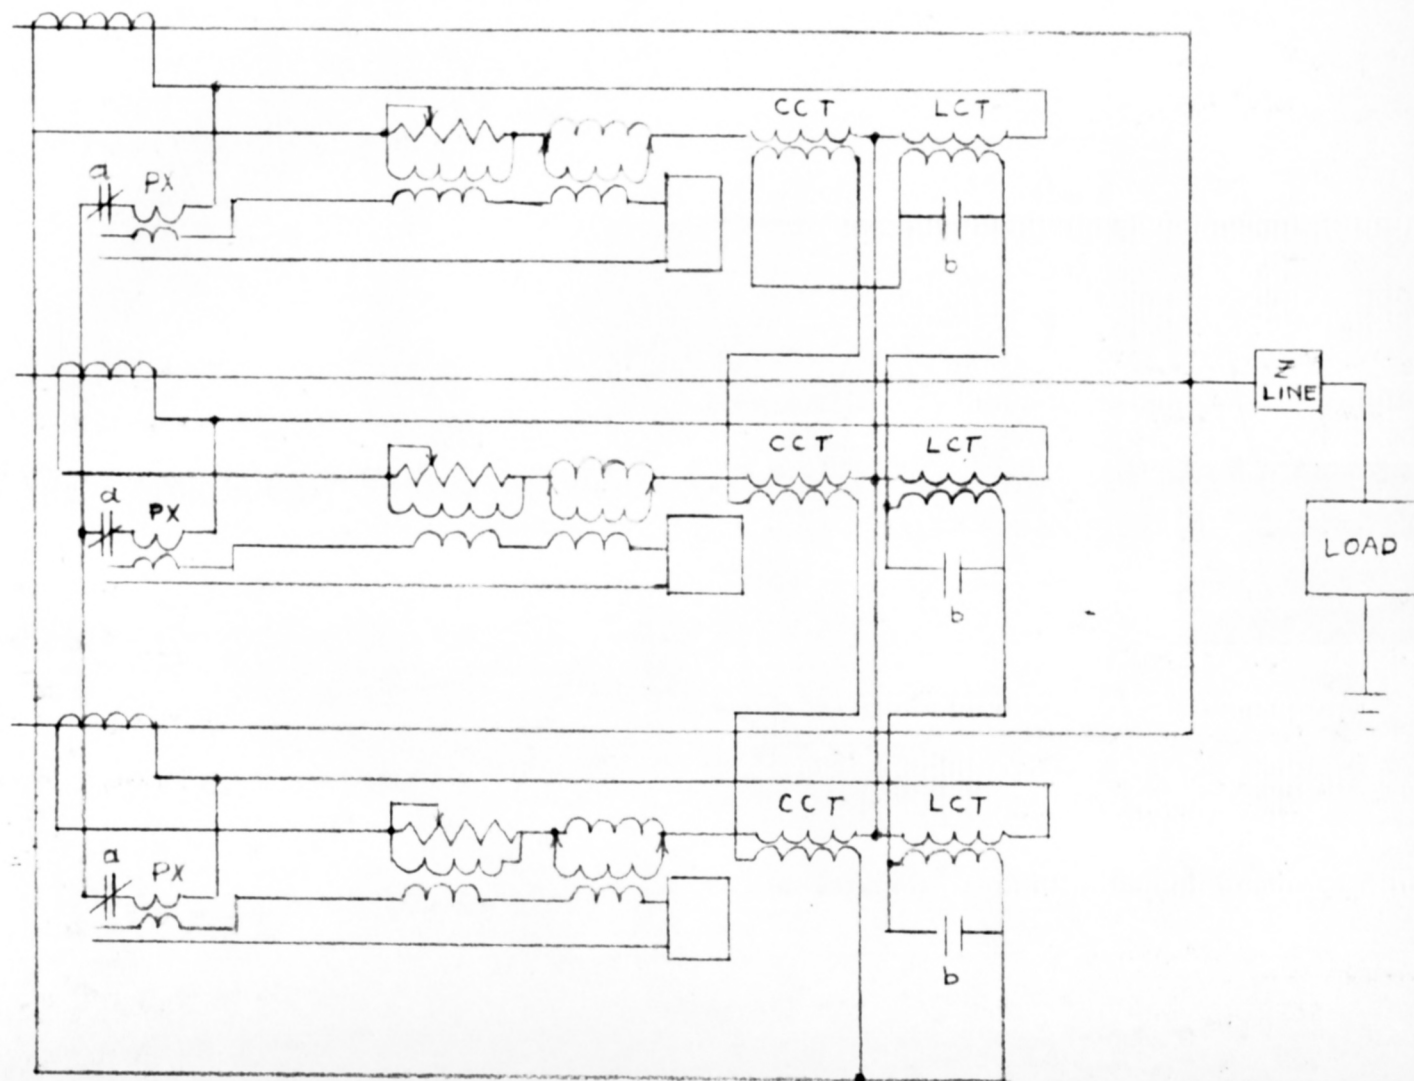 CCT LCT
a PX
b
Z
LINE
CCT LCT
a PX
LOAD
b
CCT LCT
a PX
b